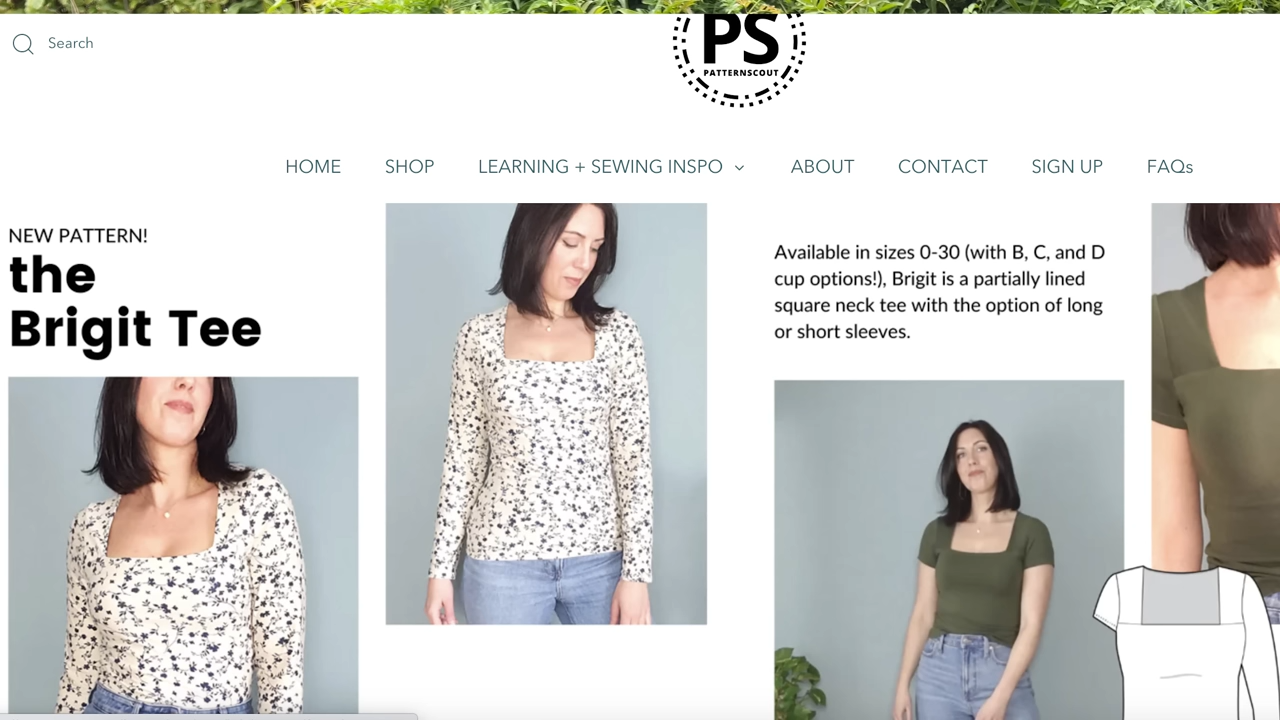 Search
PS
PATTERNSCOUT
HOME SHOP LEARNING + SEWING INSPO ABOUT CONTACT SIGN UP FAQs
NEW PATTERN!
the
Brigit Tee
Available in sizes 0-30 (with B, C, and D
cup options!), Brigit is a partially lined
square neck tee with the option of long
or short sleeves.